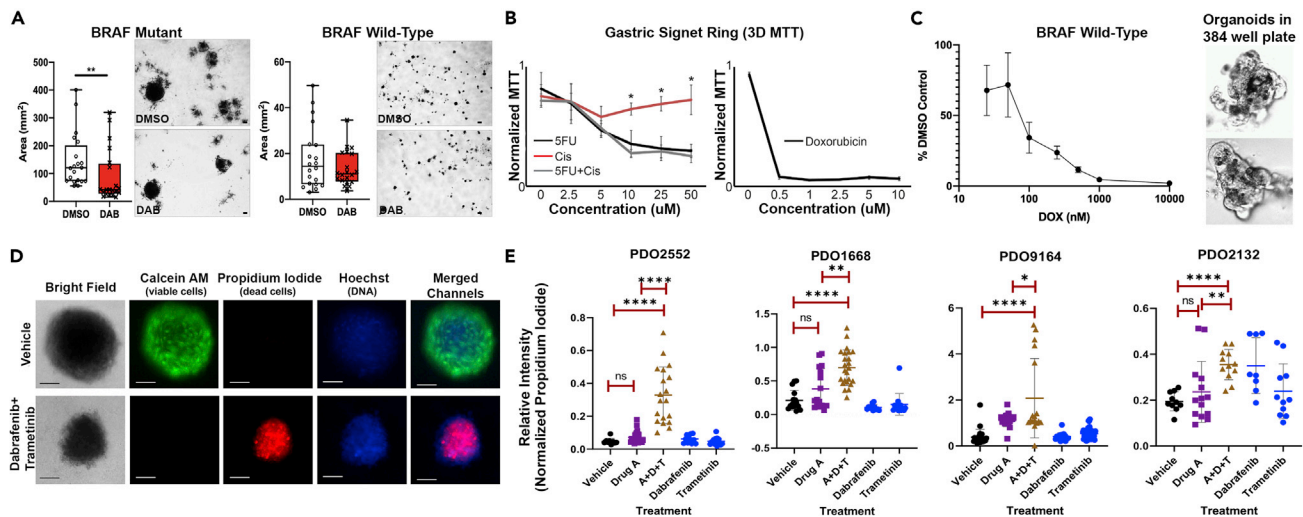 A
BRAF Mutant
BRAF Wild-Type
500
400
300
200
100
0
Area (mm²)
**
DMSO
DAB
DMSO
DAB
60
40
20
0
Area (mm²)
DMSO
DAB
DMSO
DAB
B
Gastric Signet Ring (3D MTT)
1
Normalized MTT
*
*
*
5FU
Cis
5FU+Cis
0
2.5
5
10
25
50
Concentration (uM)
1
Normalized MTT
Doxorubicin
0
0.5
1
2.5
5
10
Concentration (uM)
C
BRAF Wild-Type
100
75
50
25
0
% DMSO Control
10
100
1000
10000
DOX (nM)
Organoids in
384 well plate
D
Bright Field
Calcein AM
(viable cells)
Propidium Iodide
(dead cells)
Hoechst
(DNA)
Merged
Channels
Vehicle
Dabrafenib+
Trametinib
E
Relative Intensity
(Normalized Propidium Iodide)
PDO2552
****
****
ns
0.8
0.6
0.4
0.2
0.0
Vehicle
Drug A
A+D+T
Dabrafenib
Trametinib
Treatment
PDO1668
**
****
ns
1.5
1.0
0.5
0.0
-0.5
Vehicle
Drug A
A+D+T
Dabrafenib
Trametinib
Treatment
PDO9164
*
****
6
4
2
0
Vehicle
Drug A
A+D+T
Dabrafenib
Trametinib
Treatment
PDO2132
****
ns
**
0.6
0.4
0.2
0.0
Vehicle
Drug A
A+D+T
Dabrafenib
Trametinib
Treatment